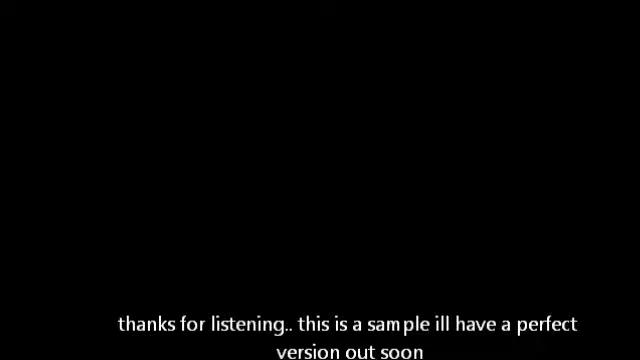 thanks for listening.. this is a sample ill have a perfect
version out soon